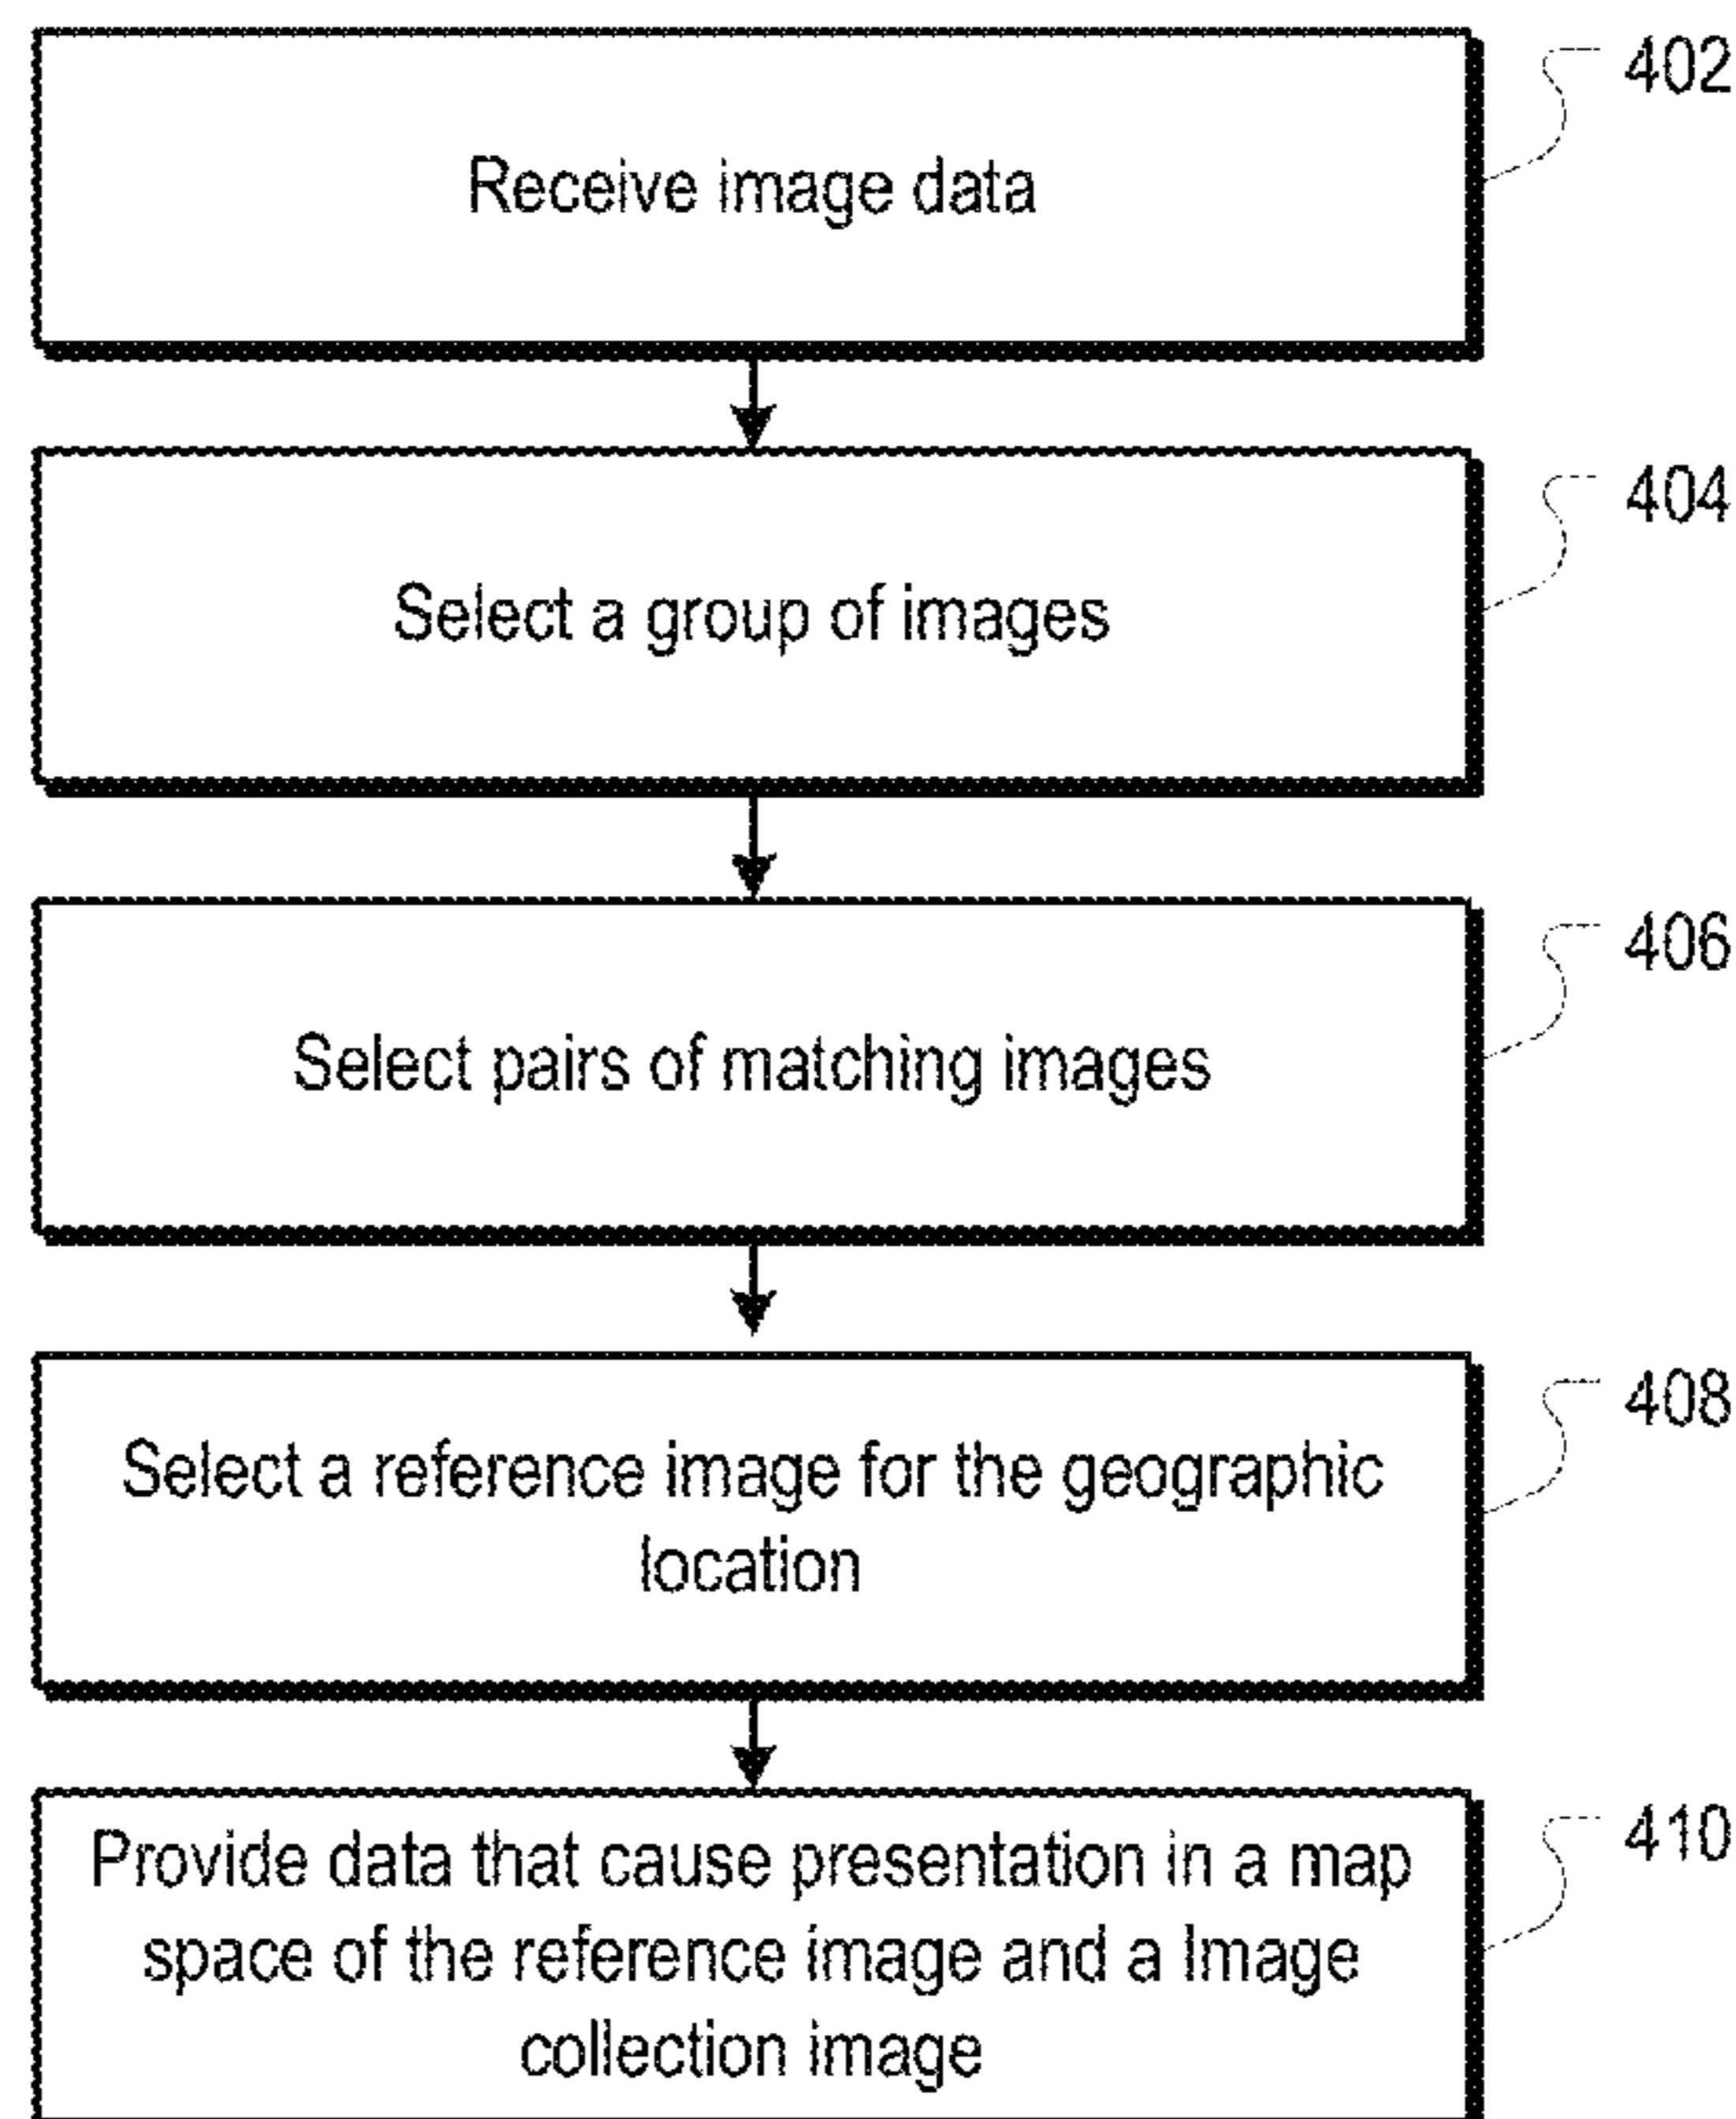 402
Receive image data
404
Select a group of images
406
Select pairs of matching images
408
Select a reference image for the geographic
location
410
Provide data that cause presentation in a map
space of the reference image and a Image
collection image